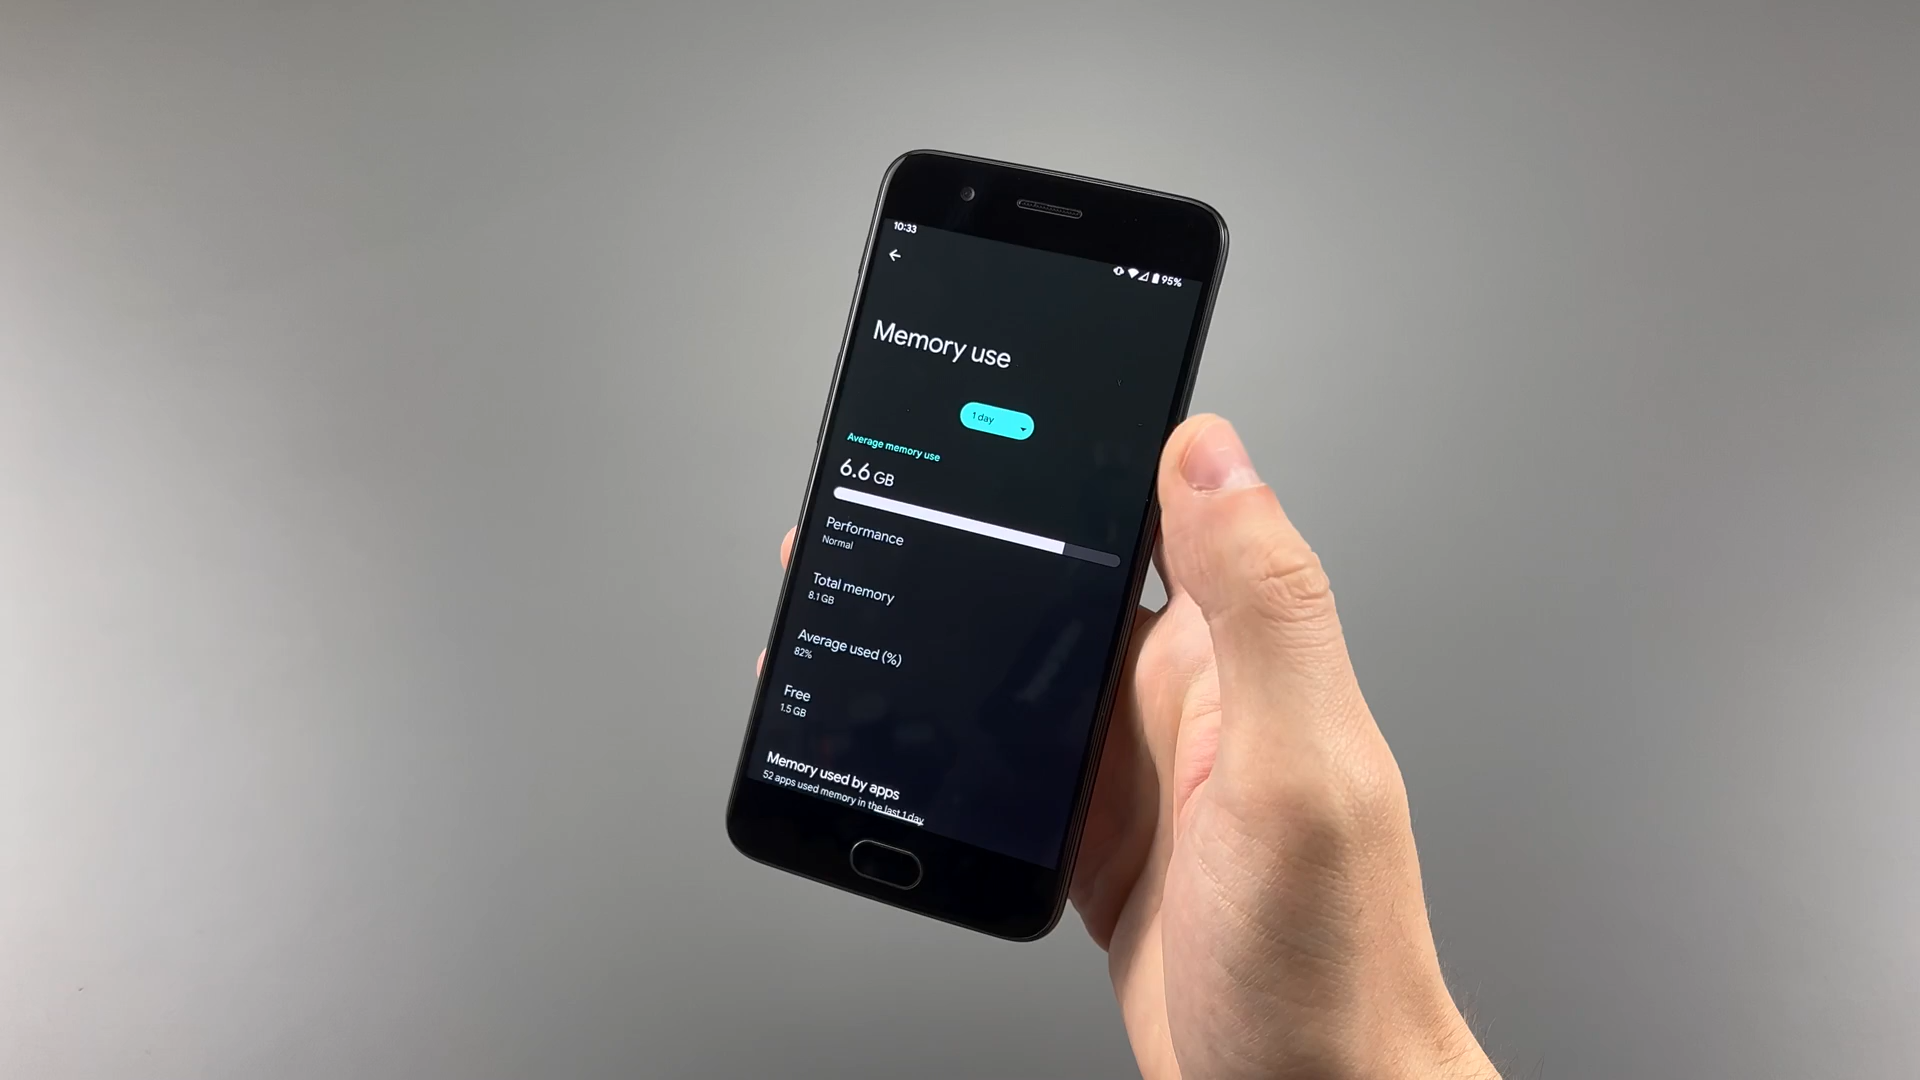 10:33
95%
Memory use
1 day
Average memory use
6.6 GB
Performance
Normal
Total memory
8.1 GB
Average used (%)
82%
Free
1.5 GB
Memory used by apps
52 apps used memory in the last 1 day